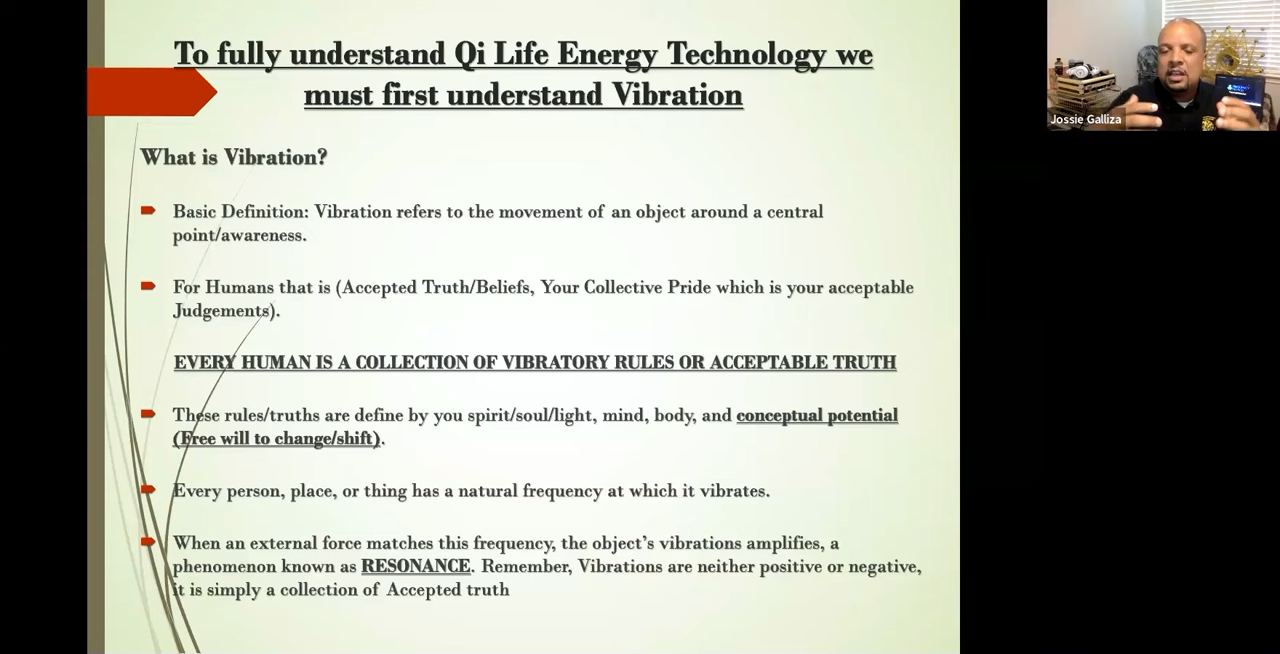 To fully understand Qi Life Energy Technology we
must first understand Vibration
What is Vibration?
Basic Definition: Vibration refers to the movement of an object around a central
point/awareness.
For Humans that is (Accepted Truth/Beliefs, Your Collective Pride which is your acceptable
Judgements).
EVERY HUMAN IS A COLLECTION OF VIBRATORY RULES OR ACCEPTABLE TRUTH
These rules/truths are define by you spirit/soul/light, mind, body, and conceptual potential
(Free will to change/shift).
Every person, place, or thing has a natural frequency at which it vibrates.
When an external force matches this frequency, the object's vibrations amplifies, a
phenomenon known as RESONANCE. Remember, Vibrations are neither positive or negative,
it is simply a collection of Accepted truth
Jossie Galliza